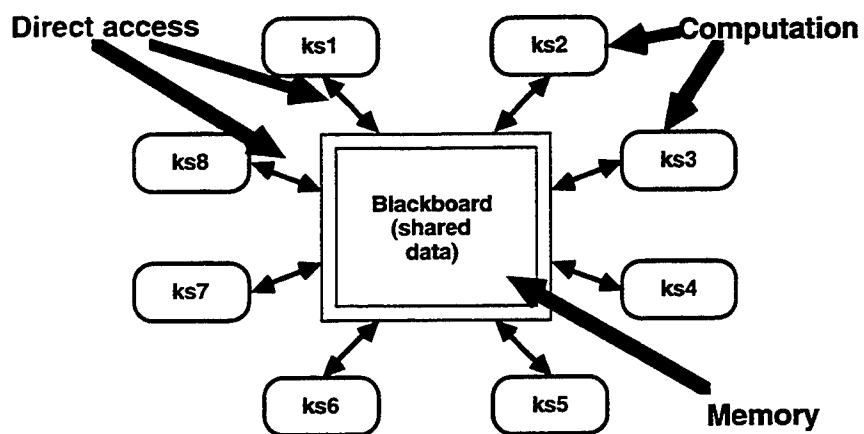 Direct access
ks1
ks2
Computation
ks8
ks3
Blackboard
(shared
data)
ks7
ks4
ks6
ks5
Memory